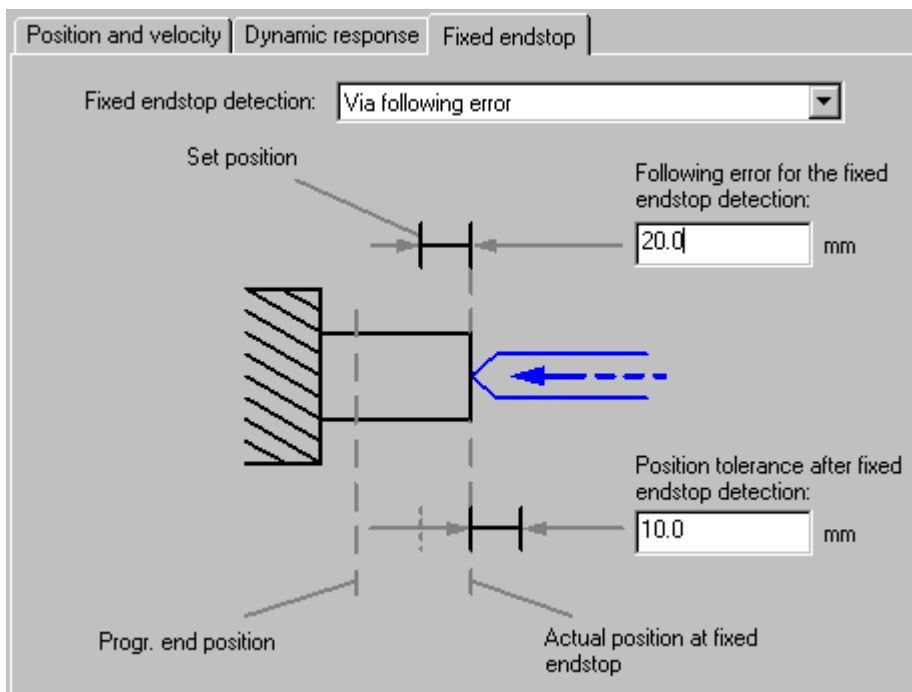 Position and velocity
Dynamic response
Fixed endstop
Fixed endstop detection:
Via following error
Set position
Following error for the fixed
endstop detection:
20.0
mm
Position tolerance after fixed
endstop detection:
10.0
mm
Progr. end position
Actual position at fixed
endstop